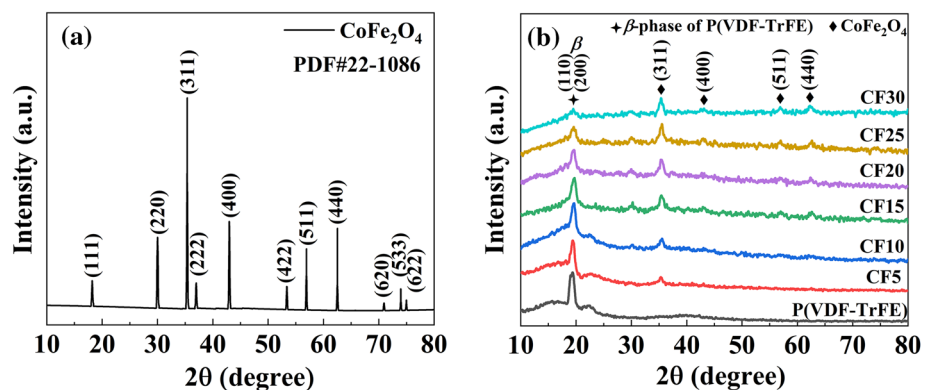 (a)
CoFe₂O₄
PDF#22-1086
Intensity (a.u.)
(111)
(220)
(311)
(222)
(400)
(422)
(511)
(440)
(620)
(533)
(622)
10 20 30 40 50 60 70 80
2θ (degree)
(b)
β-phase of P(VDF-TrFE) CoFe₂O₄
Intensity (a.u.)
β
(110)
(200)
(311)
(400)
(511)
(440)
CF30
CF25
CF20
CF15
CF10
CF5
P(VDF-TrFE)
10 20 30 40 50 60 70 80
2θ (degree)